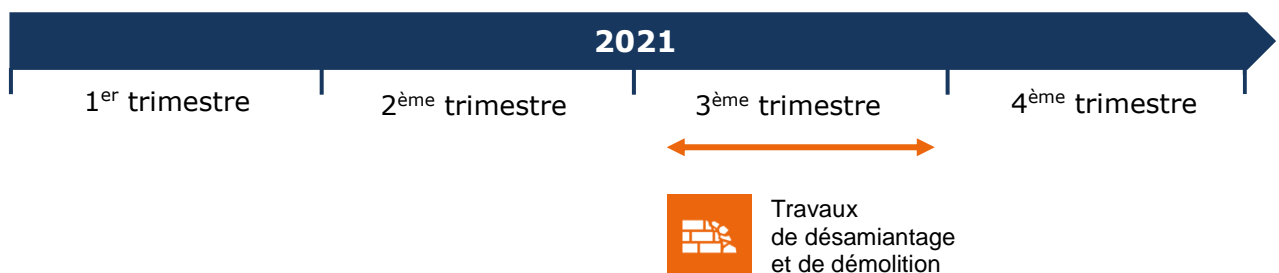 2021
1er trimestre 2ème trimestre 3ème trimestre 4ème trimestre
Travaux
de désamiantage
et de démolition